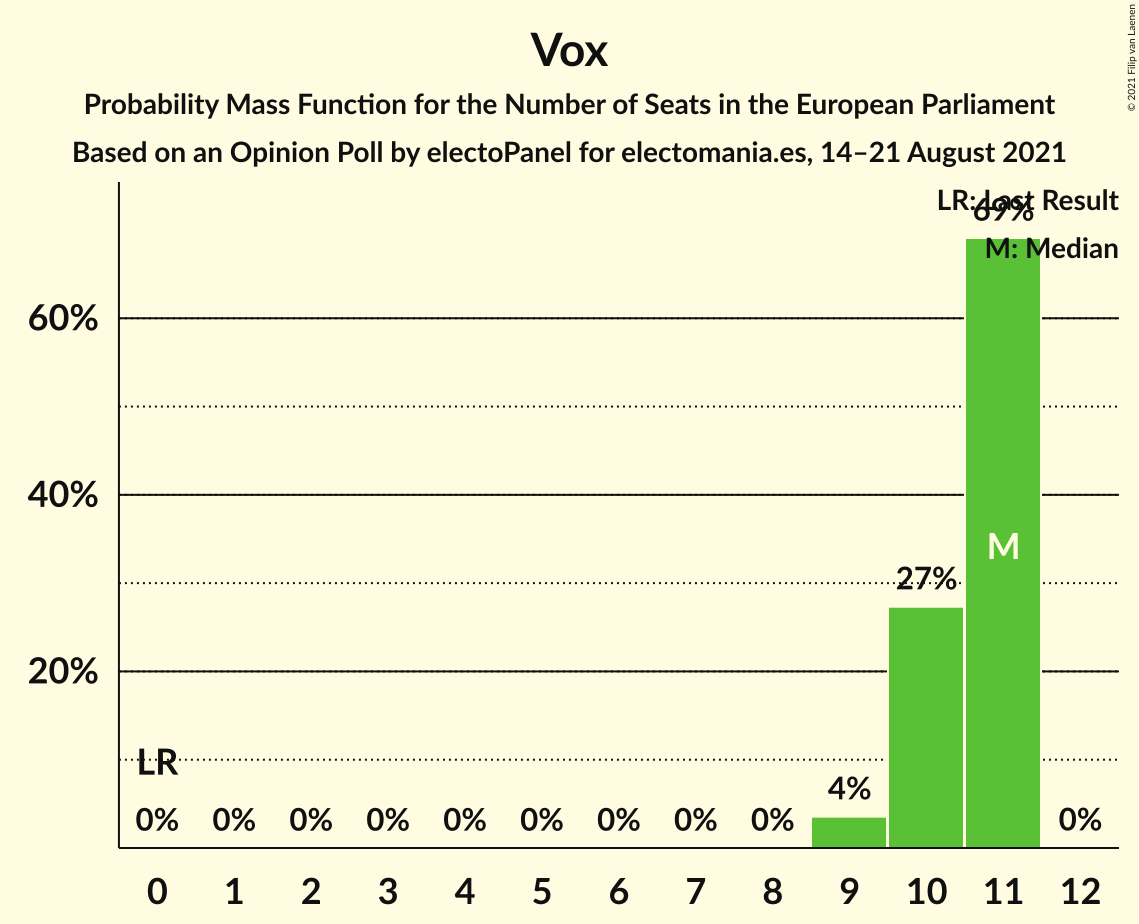 © 2021 Filip van Laenen
Vox
Probability Mass Function for the Number of Seats in the European Parliament
Based on an Opinion Poll by electoPanel for electomania.es, 14–21 August 2021
LR: Last Result
69%
M: Median
60%
40%
M
27%
20%
LR
4%
0% 0% 0% 0% 0% 0% 0% 0% 0% 0%
0 1 2 3 4 5 6 7 8 9 10 11 12